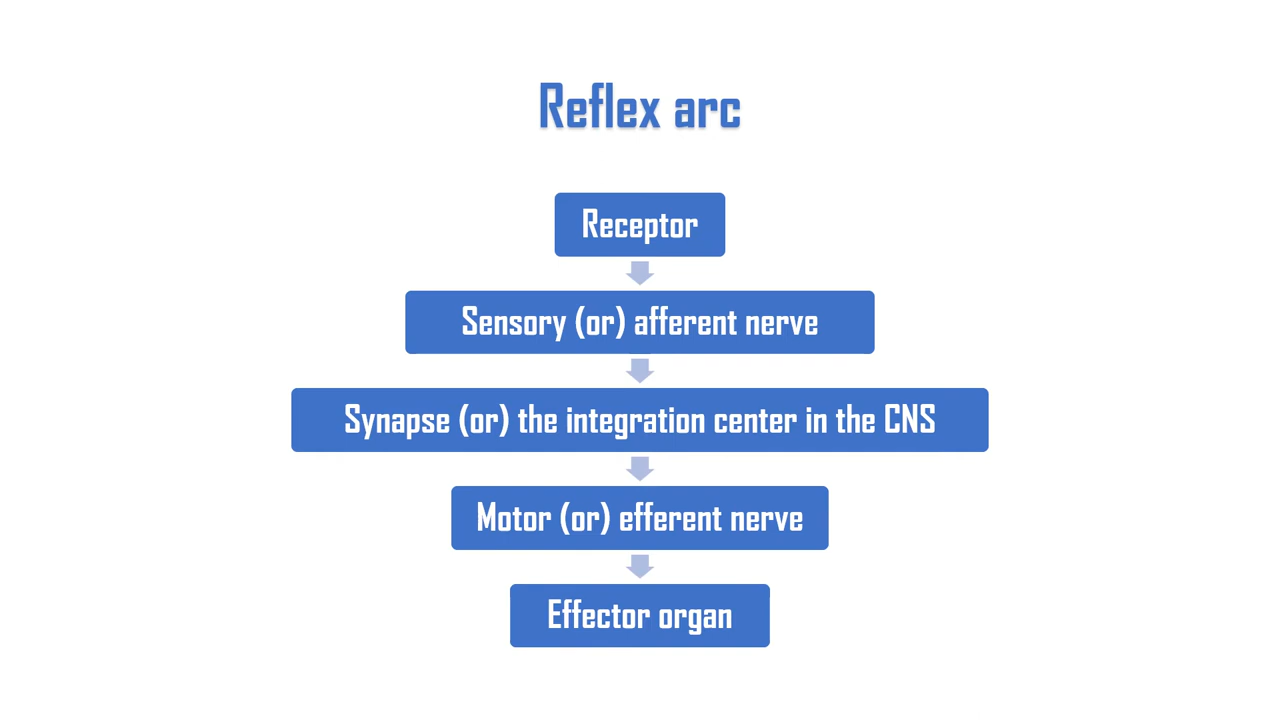 Reflex arc
Receptor
Sensory (or) afferent nerve
Synapse (or) the integration center in the CNS
Motor (or) efferent nerve
Effector organ